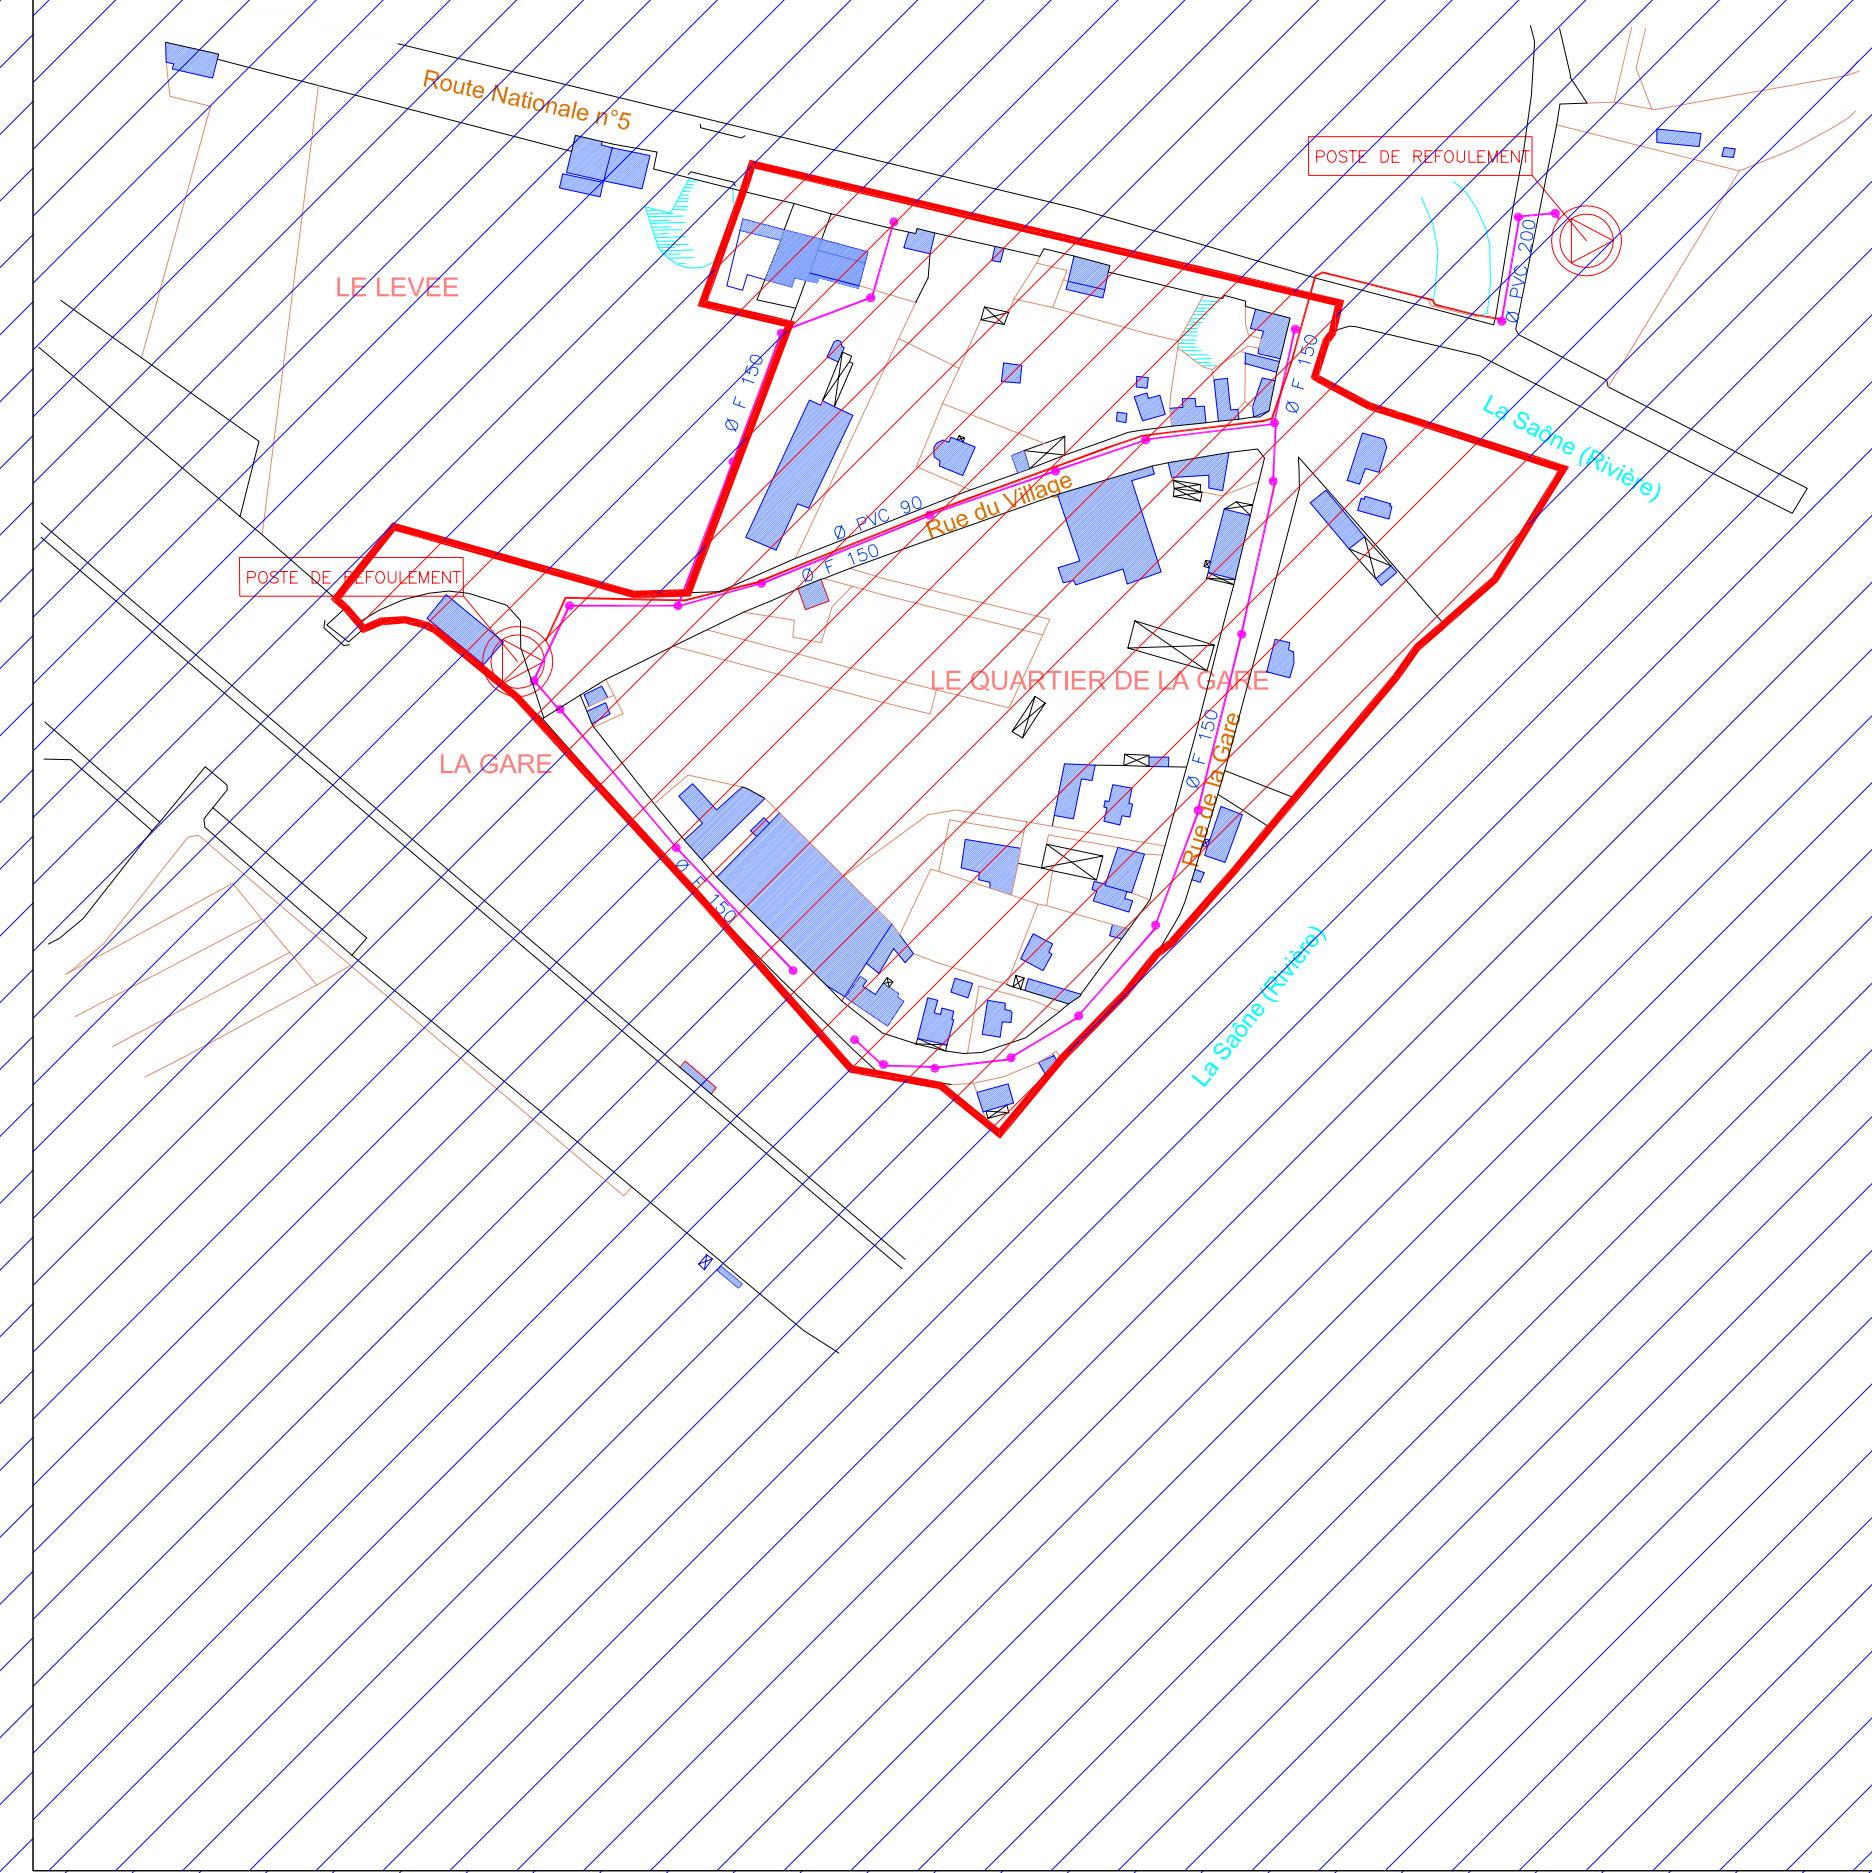 Route Nationale n°5
POSTE DE REFOULEMENT
Ø PVC 200
LE LEVEE
Ø F 150
Ø F 150
La Saône (Rivière)
Ø PVC 90
Rue du Village
Ø F 150
POSTE DE REFOULEMENT
LE QUARTIER DE LA GARE
LA GARE
Ø F 150
Rue de la Gare
Ø F 150
La Saône (Rivière)